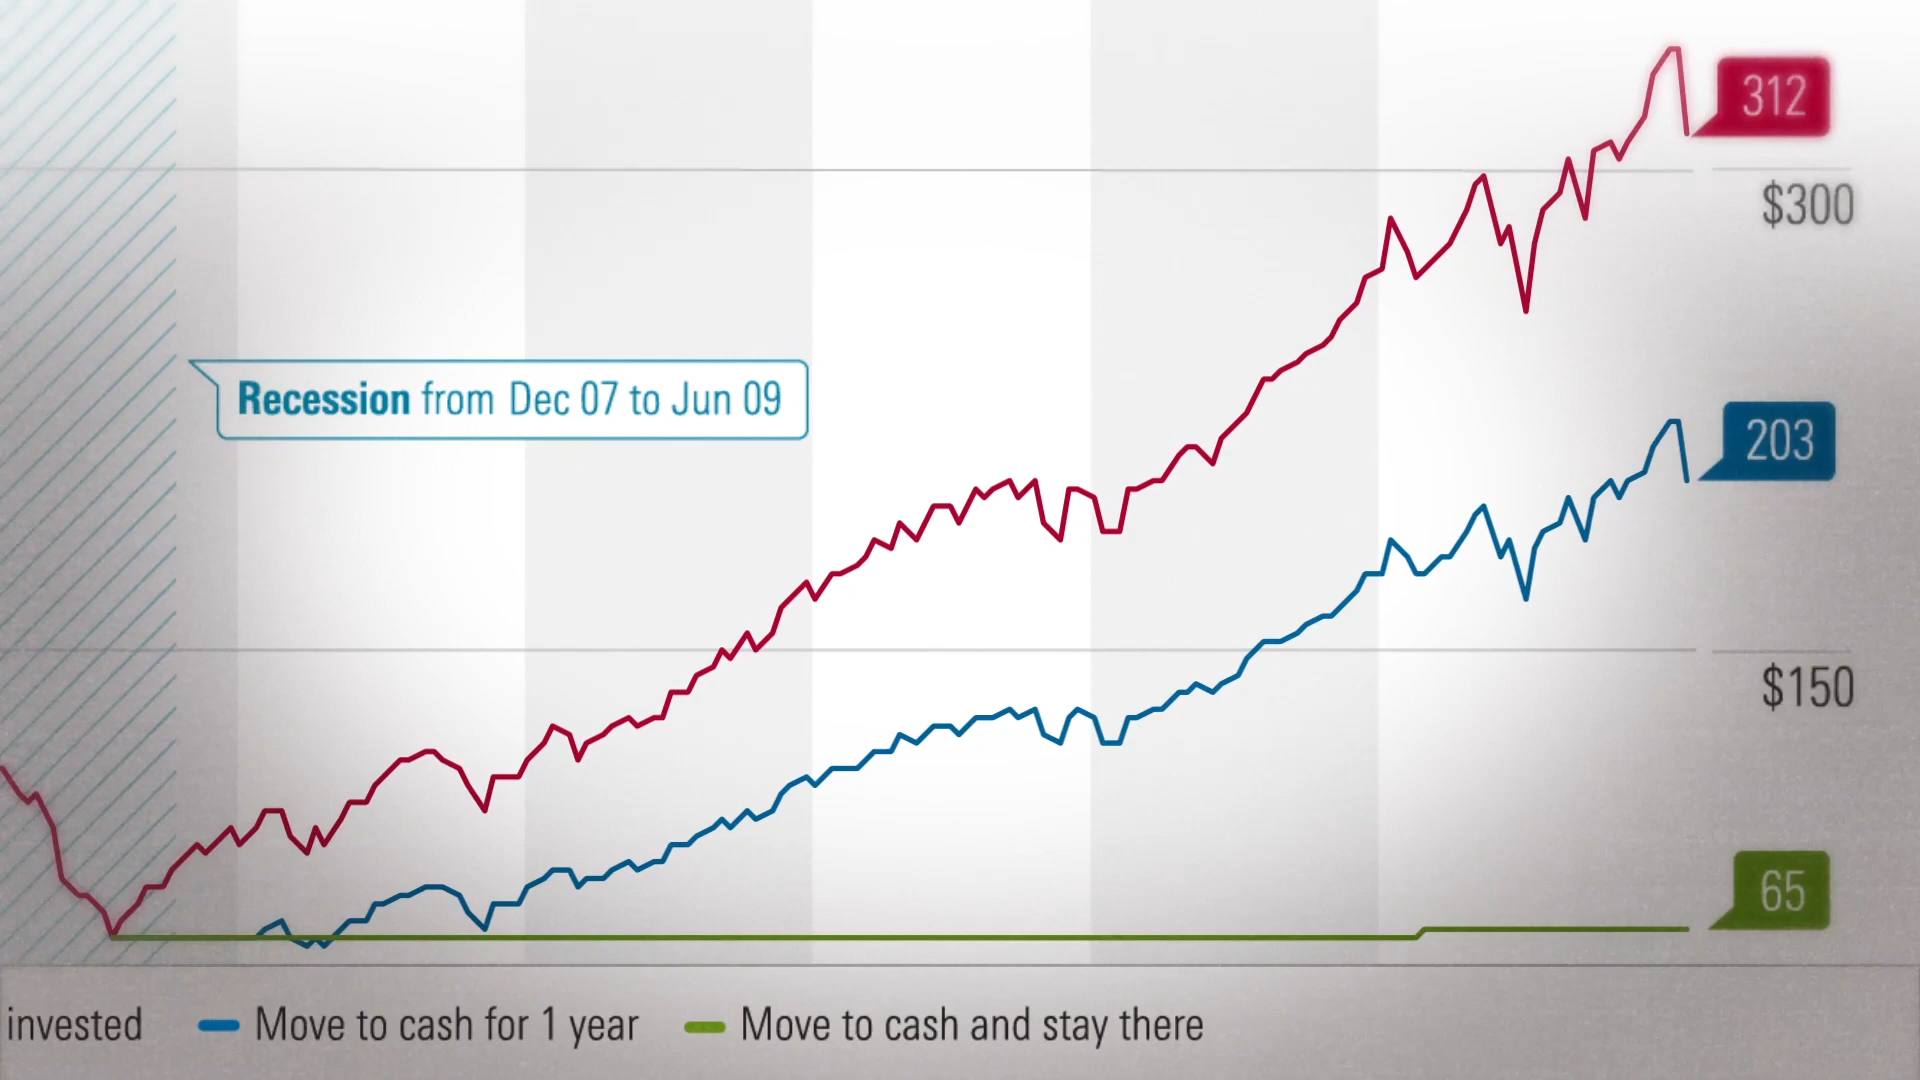 312
$300
Recession from Dec 07 to Jun 09
203
$150
65
invested
Move to cash for 1 year
Move to cash and stay there